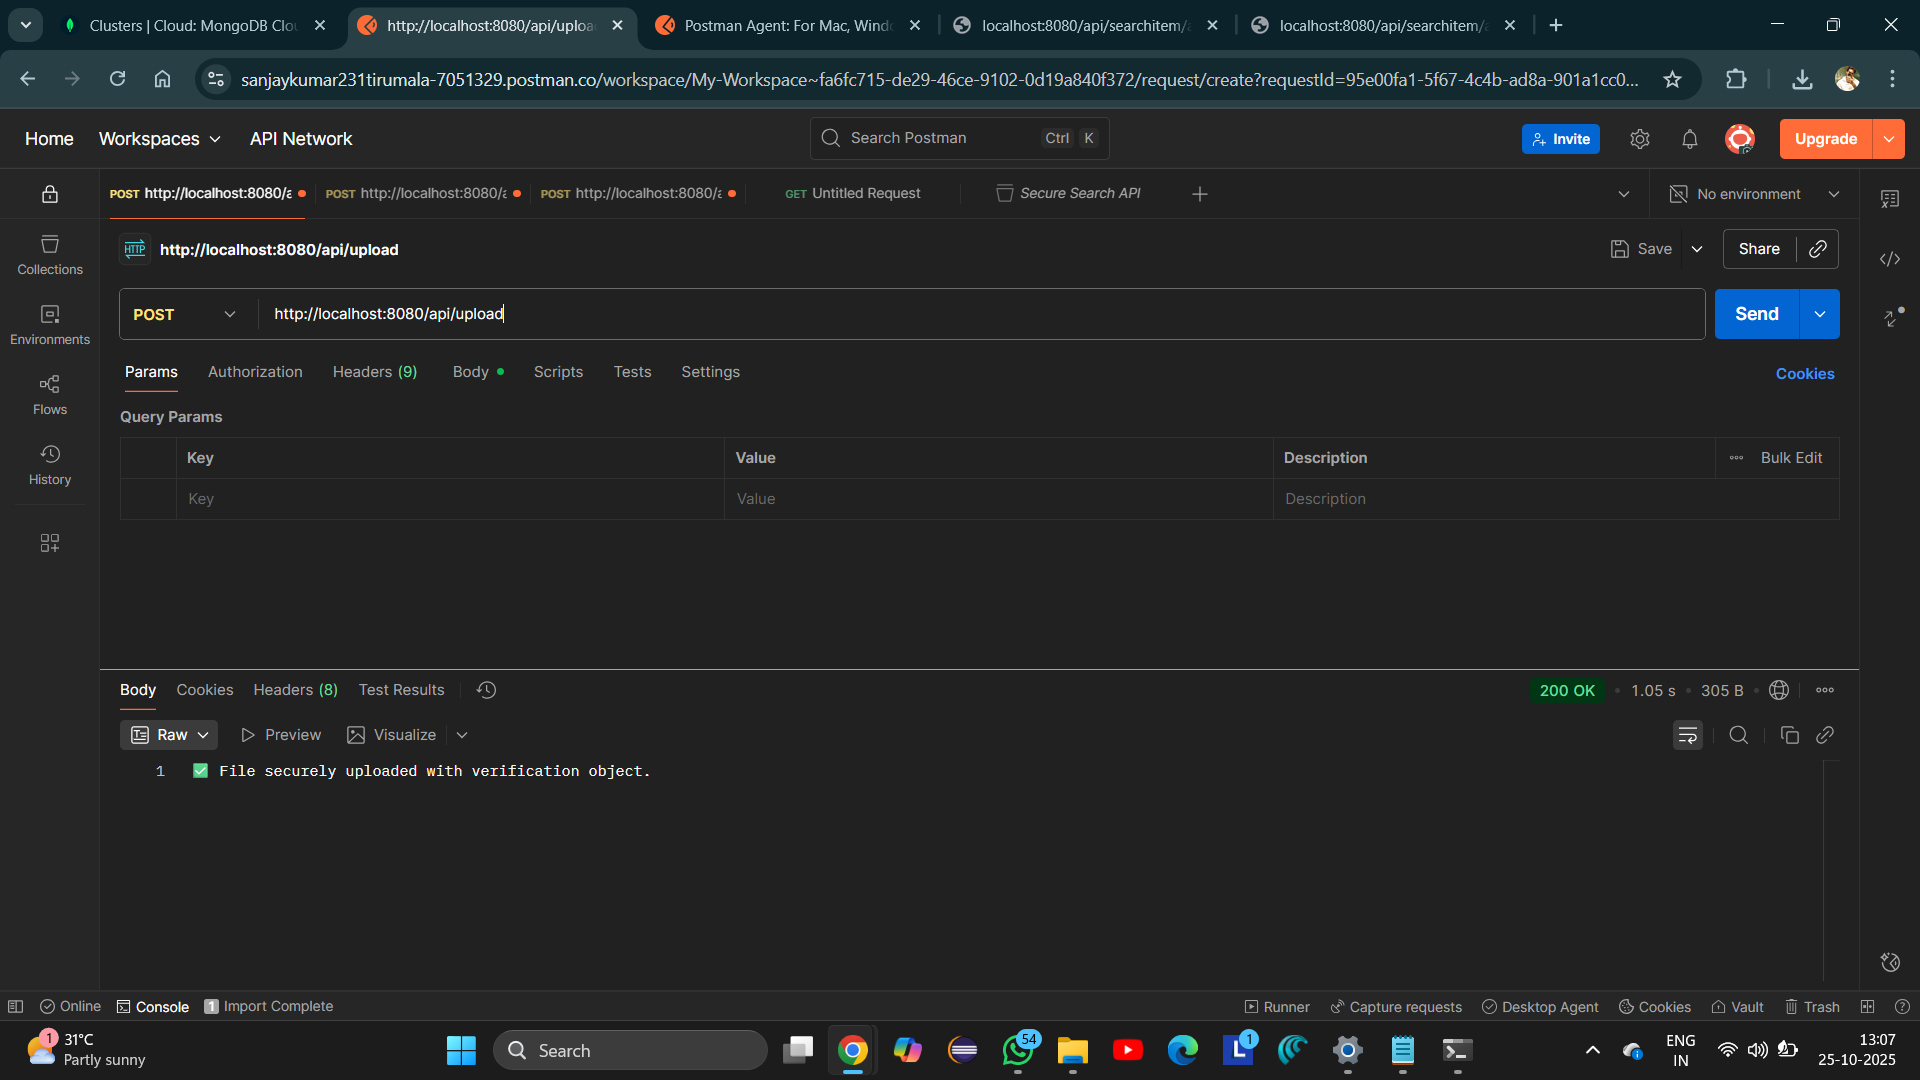 Clusters | Cloud: MongoDB Clou
http://localhost:8080/api/uploa
Postman Agent: For Mac, Wind
localhost:8080/api/searchitem/
localhost:8080/api/searchitem/
sanjaykumar231tirumala-7051329.postman.co/workspace/My-Workspace~fa6fc715-de29-46ce-9102-0d19a840f372/request/create?requestId=95e00fa1-5f67-4c4b-ad8a-901a1cc0...
Home Workspaces API Network
Search Postman Ctrl K
Invite
Upgrade
POST http://localhost:8080/a
POST http://localhost:8080/
POST http://localhost:8080/
GET Untitled Request
Secure Search API
No environment
Collections
Environments
Flows
History
HTTP http://localhost:8080/api/upload
Save
Share
POST http://localhost:8080/api/upload
Send
Params Authorization Headers (9) Body Scripts Tests Settings
Cookies
Query Params
Key Value Description Bulk Edit
Key Value Description
Body Cookies Headers (8) Test Results
200 OK • 1.05 s • 305 B
Raw Preview Visualize
1 ✅ File securely uploaded with verification object.
Online Console 1 Import Complete
Runner Capture requests Desktop Agent Cookies Vault Trash
1
31°C
Partly sunny
Search
54
L 1
ENG
IN
13:07
25-10-2025